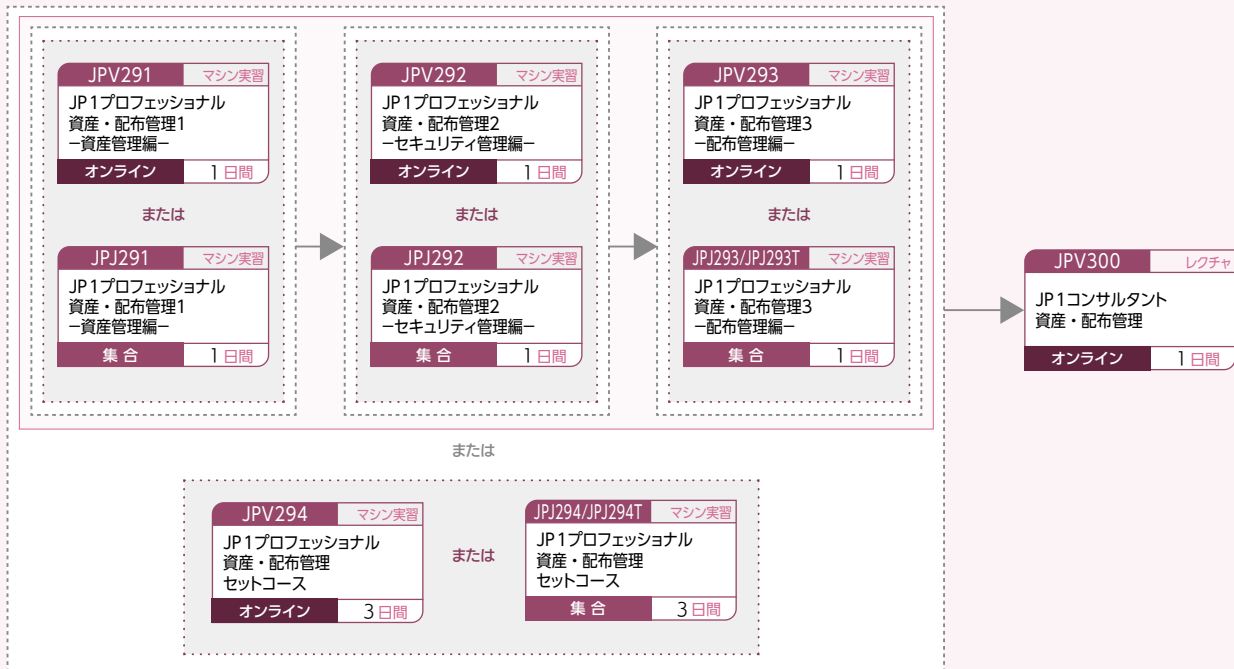 JPV291 マシン実習
JP1プロフェッショナル
資産・配布管理1
−資産管理編−
オンライン 1日間
または
JPJ291 マシン実習
JP1プロフェッショナル
資産・配布管理1
−資産管理編−
集合 1日間
JPV292 マシン実習
JP1プロフェッショナル
資産・配布管理2
−セキュリティ管理編−
オンライン 1日間
または
JPJ292 マシン実習
JP1プロフェッショナル
資産・配布管理2
−セキュリティ管理編−
集合 1日間
JPV293 マシン実習
JP1プロフェッショナル
資産・配布管理3
−配布管理編−
オンライン 1日間
または
JPJ293/JPJ293T マシン実習
JP1プロフェッショナル
資産・配布管理3
−配布管理編−
集合 1日間
または
JPV294 マシン実習
JP1プロフェッショナル
資産・配布管理
セットコース
オンライン 3日間
または
JPJ294/JPJ294T マシン実習
JP1プロフェッショナル
資産・配布管理
セットコース
集合 3日間
JPV300 レクチャ
JP1コンサルタント
資産・配布管理
オンライン 1日間